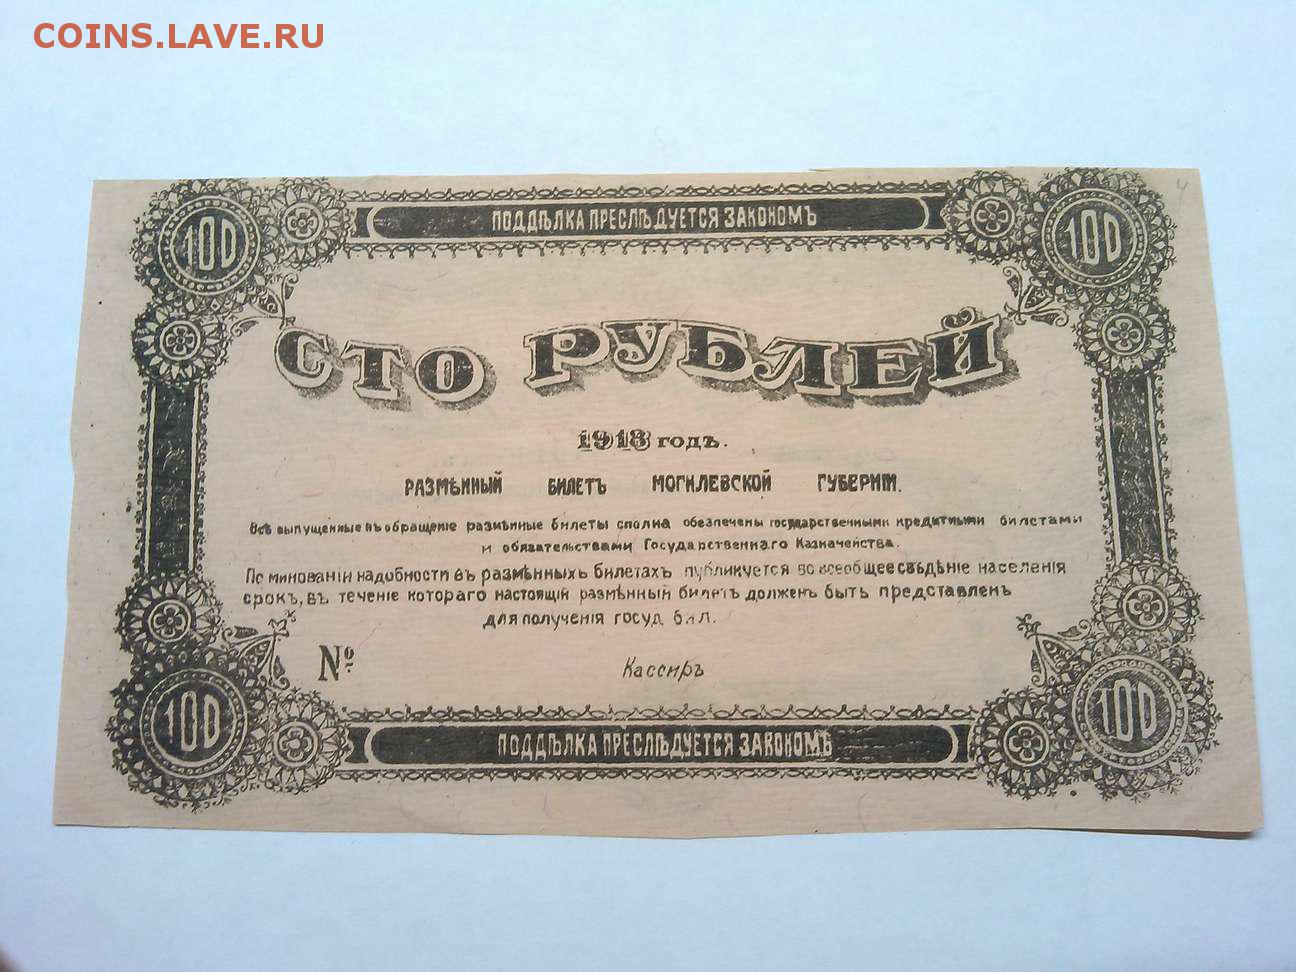 COINS.LAVE.RU
100 ПОДДѢЛКА ПРЕСЛѢДУЕТСЯ ЗАКОНОМЪ 100
4
СТО РУБЛЕЙ
1918 годъ.
РАЗМѢННЫЙ БИЛЕТЪ МОГИЛЕВСКОЙ ГУБЕРНІИ.
Всѣ выпущенные въ обращение размѣнные билеты сполна обезпечены государственными кредитными билетами
и обязательствами Государственнаго Казначейства.
По минованіи надобности въ размѣнныхъ билетахъ публикуется во всеобщее свѣдѣніе населенія
срокъ, въ теченіе котораго настоящій размѣнный билетъ долженъ быть представленъ
для полученія госуд бил.
№ Кассиръ
100 ПОДДѢЛКА ПРЕСЛѢДУЕТСЯ ЗАКОНОМЪ 100